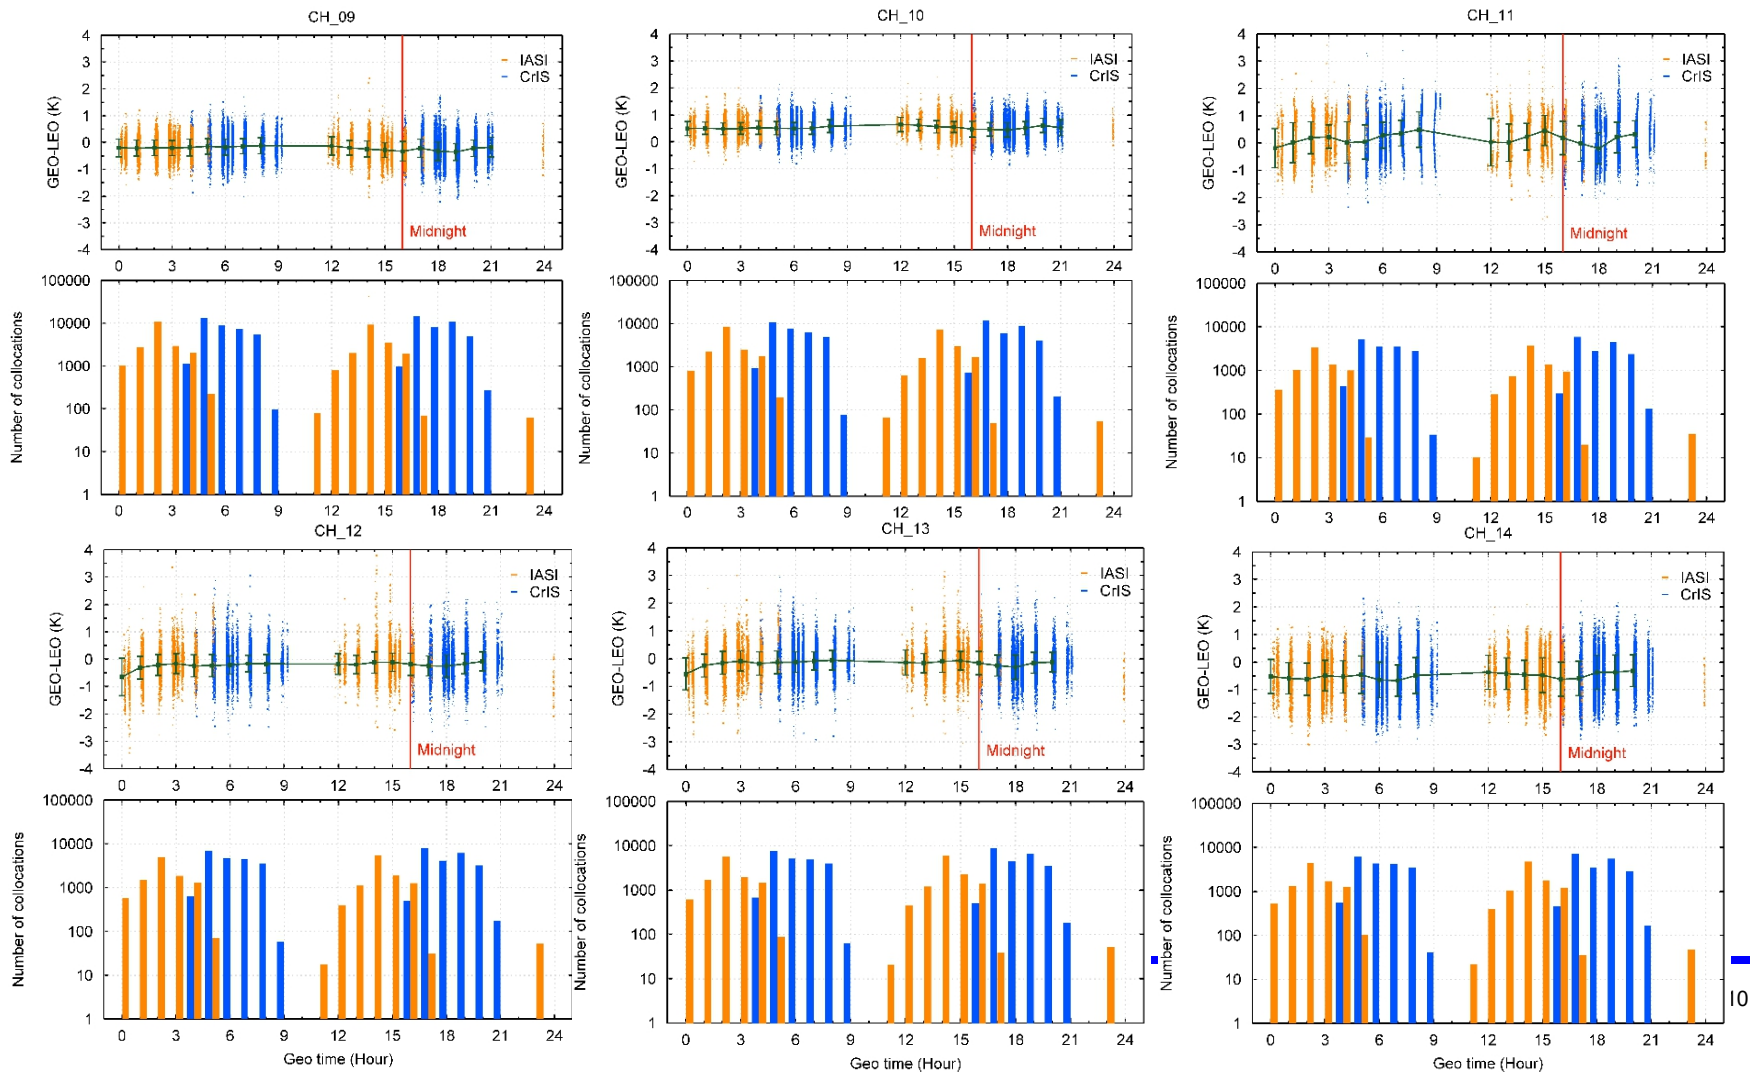 CH_09
4
3
2
1
0
-1
-2
-3
-4
GEO-LEO (K)
IASI
CrIS
Midnight
0 3 6 9 12 15 18 21 24
100000
10000
1000
100
10
1
Number of collocations
0 3 6 9 12 15 18 21 24
CH_10
4
3
2
1
0
-1
-2
-3
-4
GEO-LEO (K)
IASI
CrIS
Midnight
0 3 6 9 12 15 18 21 24
100000
10000
1000
100
10
1
Number of collocations
0 3 6 9 12 15 18 21 24
CH_11
4
3
2
1
0
-1
-2
-3
-4
GEO-LEO (K)
IASI
CrIS
Midnight
0 3 6 9 12 15 18 21 24
100000
10000
1000
100
10
1
Number of collocations
0 3 6 9 12 15 18 21 24
CH_12
4
3
2
1
0
-1
-2
-3
-4
GEO-LEO (K)
IASI
CrIS
Midnight
0 3 6 9 12 15 18 21 24
100000
10000
1000
100
10
1
Number of collocations
0 3 6 9 12 15 18 21 24
Geo time (Hour)
CH_13
4
3
2
1
0
-1
-2
-3
-4
GEO-LEO (K)
IASI
CrIS
Midnight
0 3 6 9 12 15 18 21 24
100000
10000
1000
100
10
1
Number of collocations
0 3 6 9 12 15 18 21 24
Geo time (Hour)
CH_14
4
3
2
1
0
-1
-2
-3
-4
GEO-LEO (K)
IASI
CrIS
Midnight
0 3 6 9 12 15 18 21 24
100000
10000
1000
100
10
1
Number of collocations
0 3 6 9 12 15 18 21 24
Geo time (Hour)
10